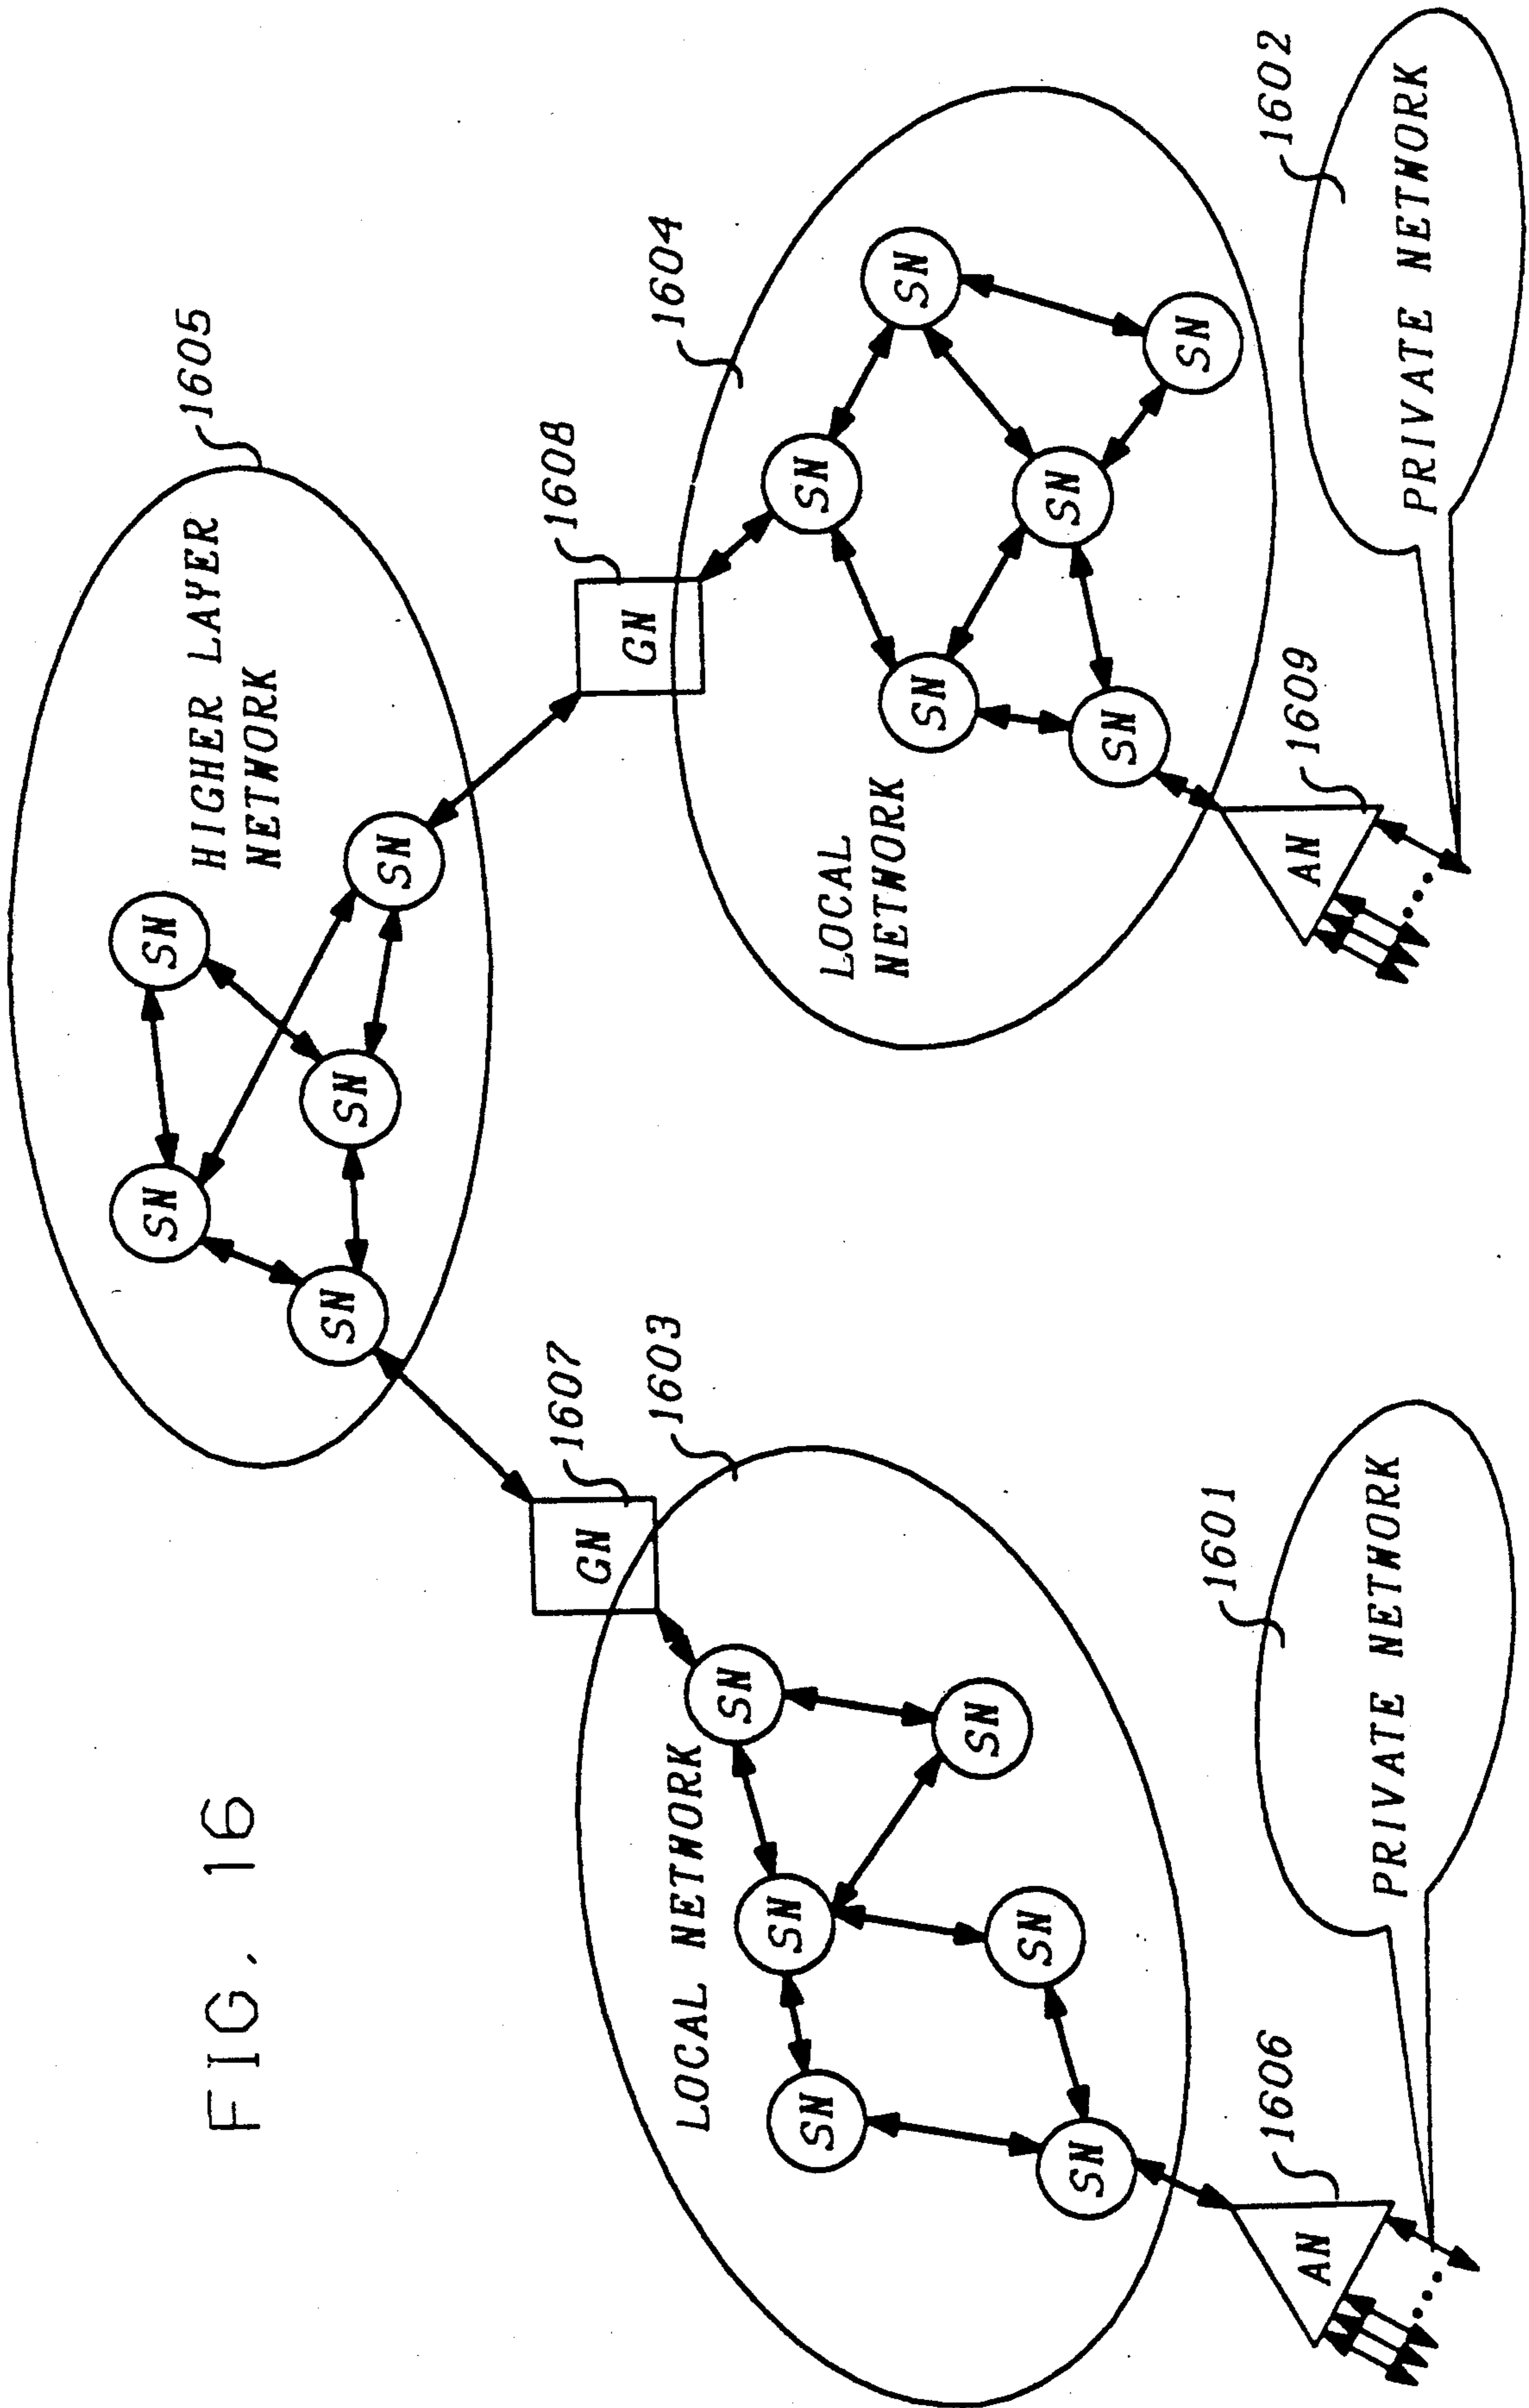 FIG. 16
HIGHER LAYER
NETWORK
1605
SN
SN
SN
SN
SN
1607
GN
1603
1608
GN
1604
LOCAL NETWORK
SN
SN
SN
SN
SN
SN
LOCAL
NETWORK
SN
SN
SN
SN
SN
SN
1606
AN
1601
PRIVATE NETWORK
1609
AN
1602
PRIVATE NETWORK